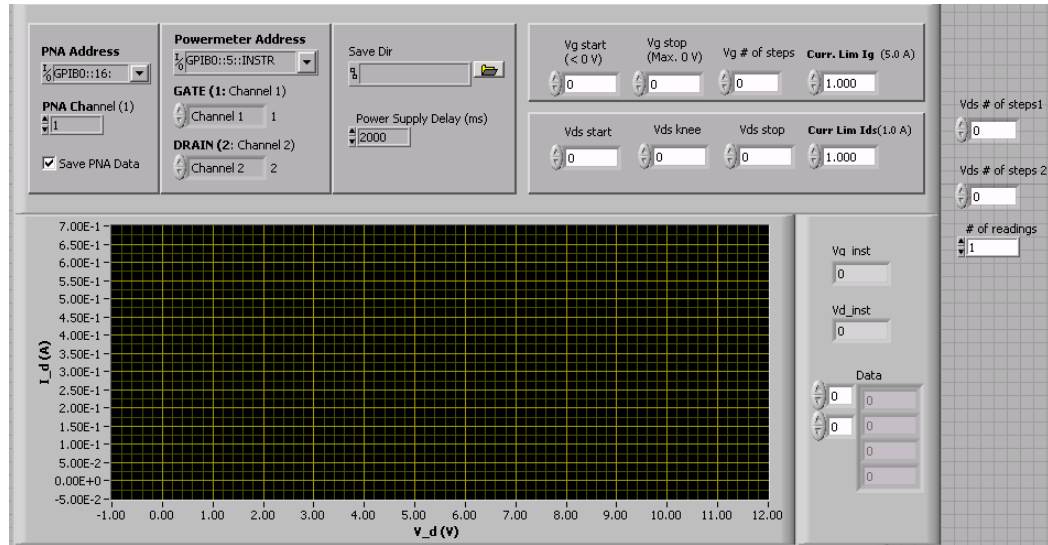 PNA Address
GPIB0::16:
PNA Channel (1)
1
Save PNA Data
Powermeter Address
GPIB0::5::INSTR
GATE (1: Channel 1)
Channel 1 1
DRAIN (2: Channel 2)
Channel 2 2
Save Dir
Power Supply Delay (ms)
2000
Vg start
(< 0 V)
0
Vg stop
(Max. 0 V)
0
Vg # of steps
0
Curr. Lim Ig (5.0 A)
1.000
Vds start
0
Vds knee
0
Vds stop
0
Curr Lim Ids(1.0 A)
1.000
Vds # of steps1
0
Vds # of steps 2
0
# of readings
1
I_d (A)
7.00E-1
6.50E-1
6.00E-1
5.50E-1
5.00E-1
4.50E-1
4.00E-1
3.50E-1
3.00E-1
2.50E-1
2.00E-1
1.50E-1
1.00E-1
5.00E-2
0.00E+0
-5.00E-2
-1.00 0.00 1.00 2.00 3.00 4.00 5.00 6.00 7.00 8.00 9.00 10.00 11.00 12.00
V_d (V)
Vg_inst
0
Vd_inst
0
Data
0
0
0
0
0
0